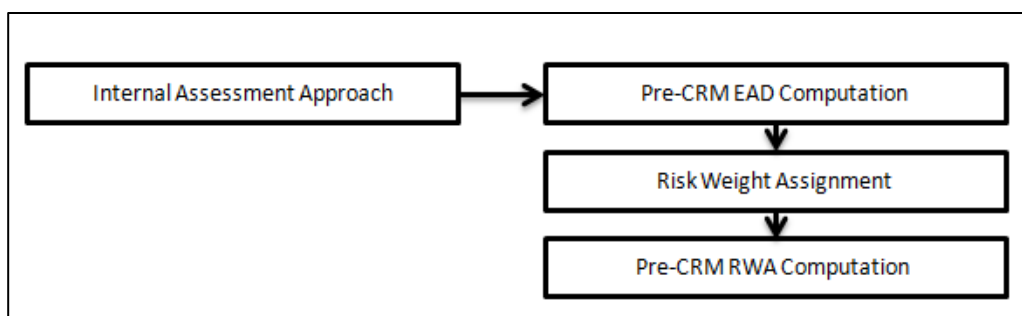 Internal Assessment Approach
Pre-CRM EAD Computation
Risk Weight Assignment
Pre-CRM RWA Computation